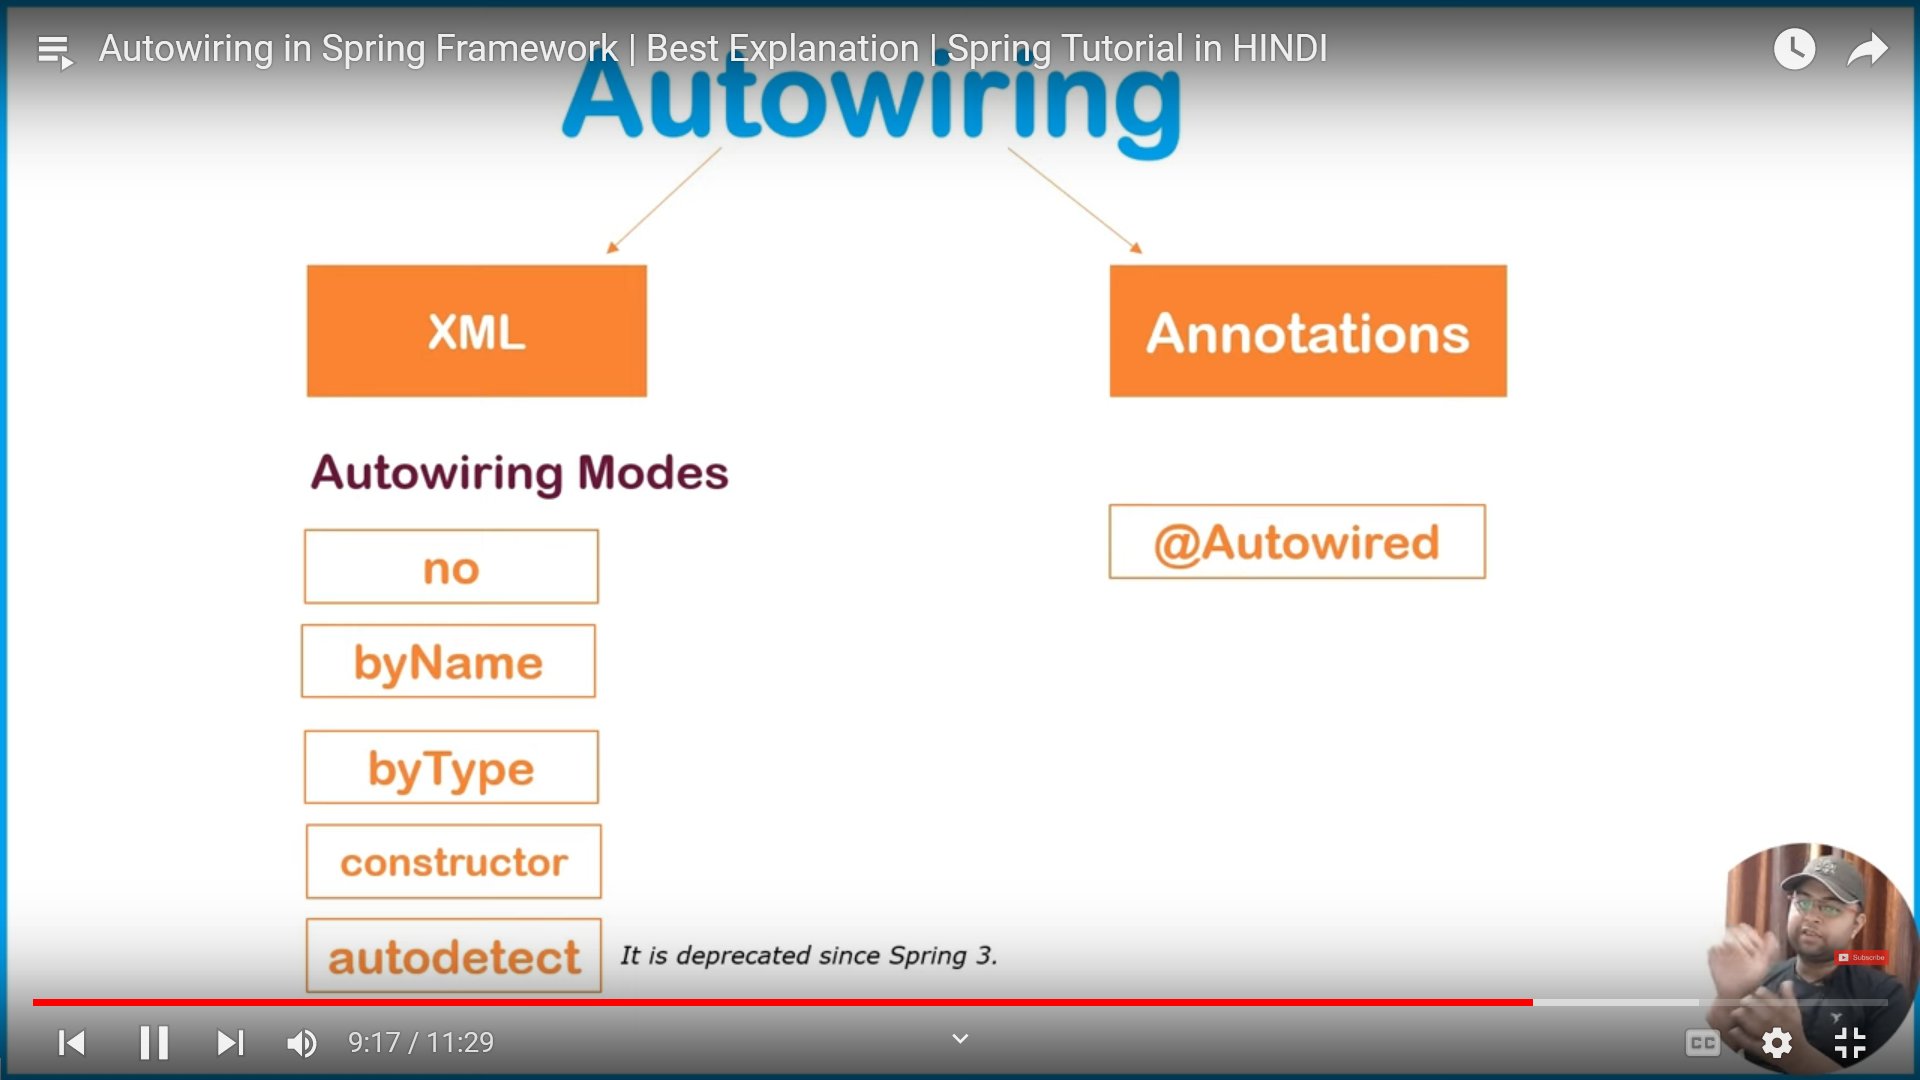 Autowiring in Spring Framework | Best Explanation | Spring Tutorial in HINDI
Autowiring
XML
Annotations
Autowiring Modes
@Autowired
no
byName
byType
constructor
autodetect
It is deprecated since Spring 3.
Subscribe
9:17 / 11:29
CC